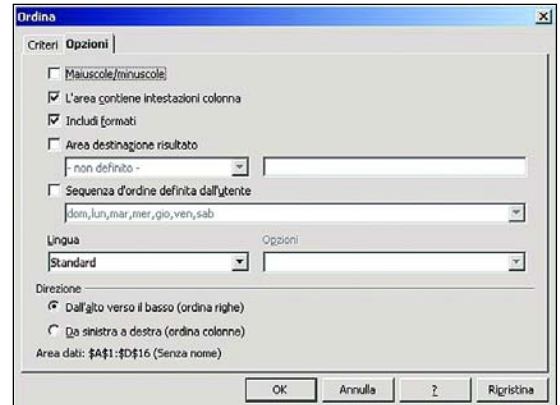 Ordina
Criteri Opzioni
Maiuscole/minuscole
L'area contiene intestazioni colonna
Includi formati
Area destinazione risultato
- non definito -
Sequenza d'ordine definita dall'utente
dom,lun,mar,mer,gio,ven,sab
Lingua Opzioni
Standard
Direzione
Dall'alto verso il basso (ordina righe)
Da sinistra a destra (ordina colonne)
Area dati: $A$1:$D$16 (Senza nome)
OK Annulla ? Ripristina